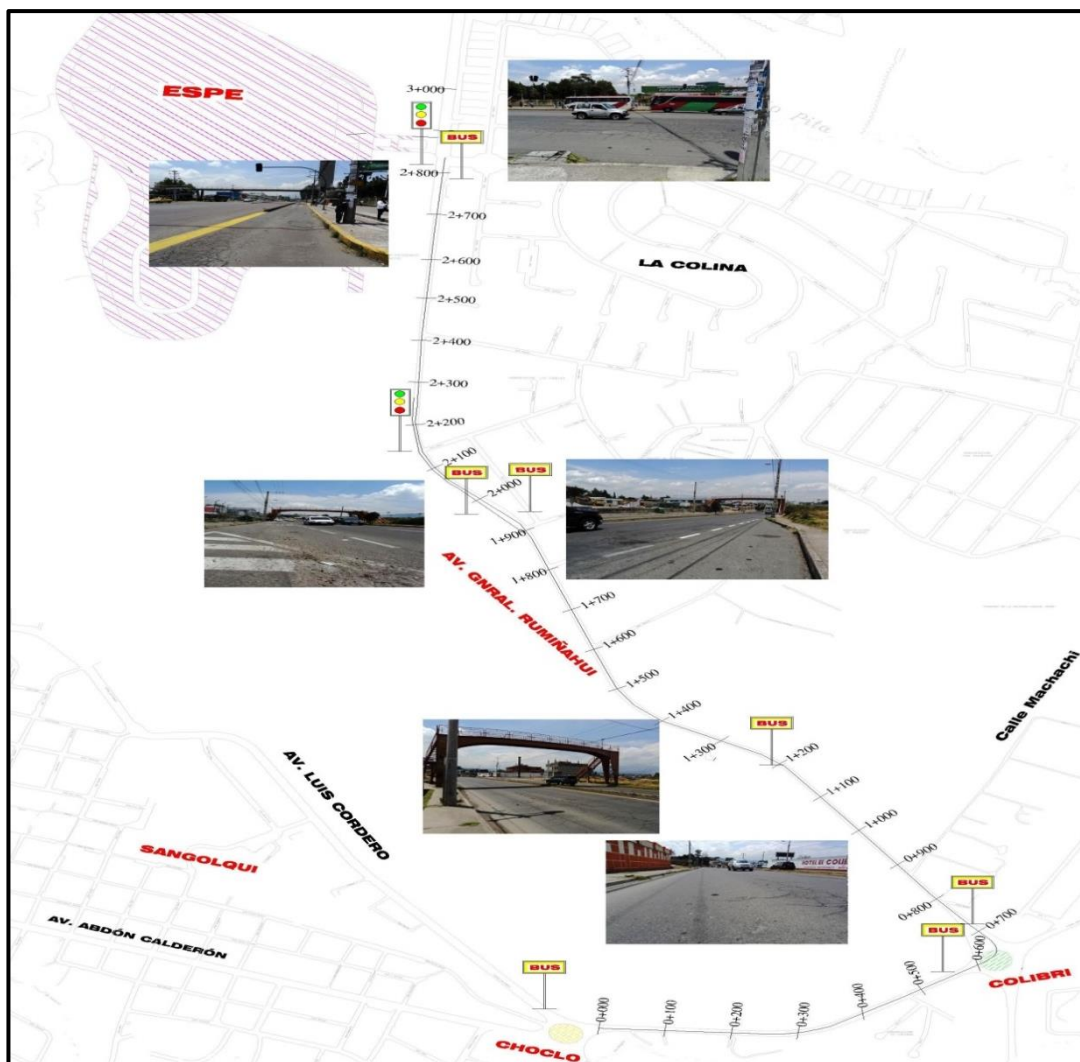 ESPE
3+000
BUS
2+800
2+700
2+600
LA COLINA
Pita
2+500
2+400
2+300
2+200
2+100
BUS
BUS
2+000
1+900
1+800
AV. GNRAL. RUMIÑAHUI
1+700
1+600
1+500
1+400
1+300
BUS
1+200
Calle Machachi
1+100
1+000
AV. LUIS CORDERO
SANGOLQUI
0+900
0+800
BUS
0+700
AV. ABDÓN CALDERÓN
BUS
0+600
COLIBRI
0+500
0+400
0+300
0+200
0+100
0+000
BUS
CHOCLO